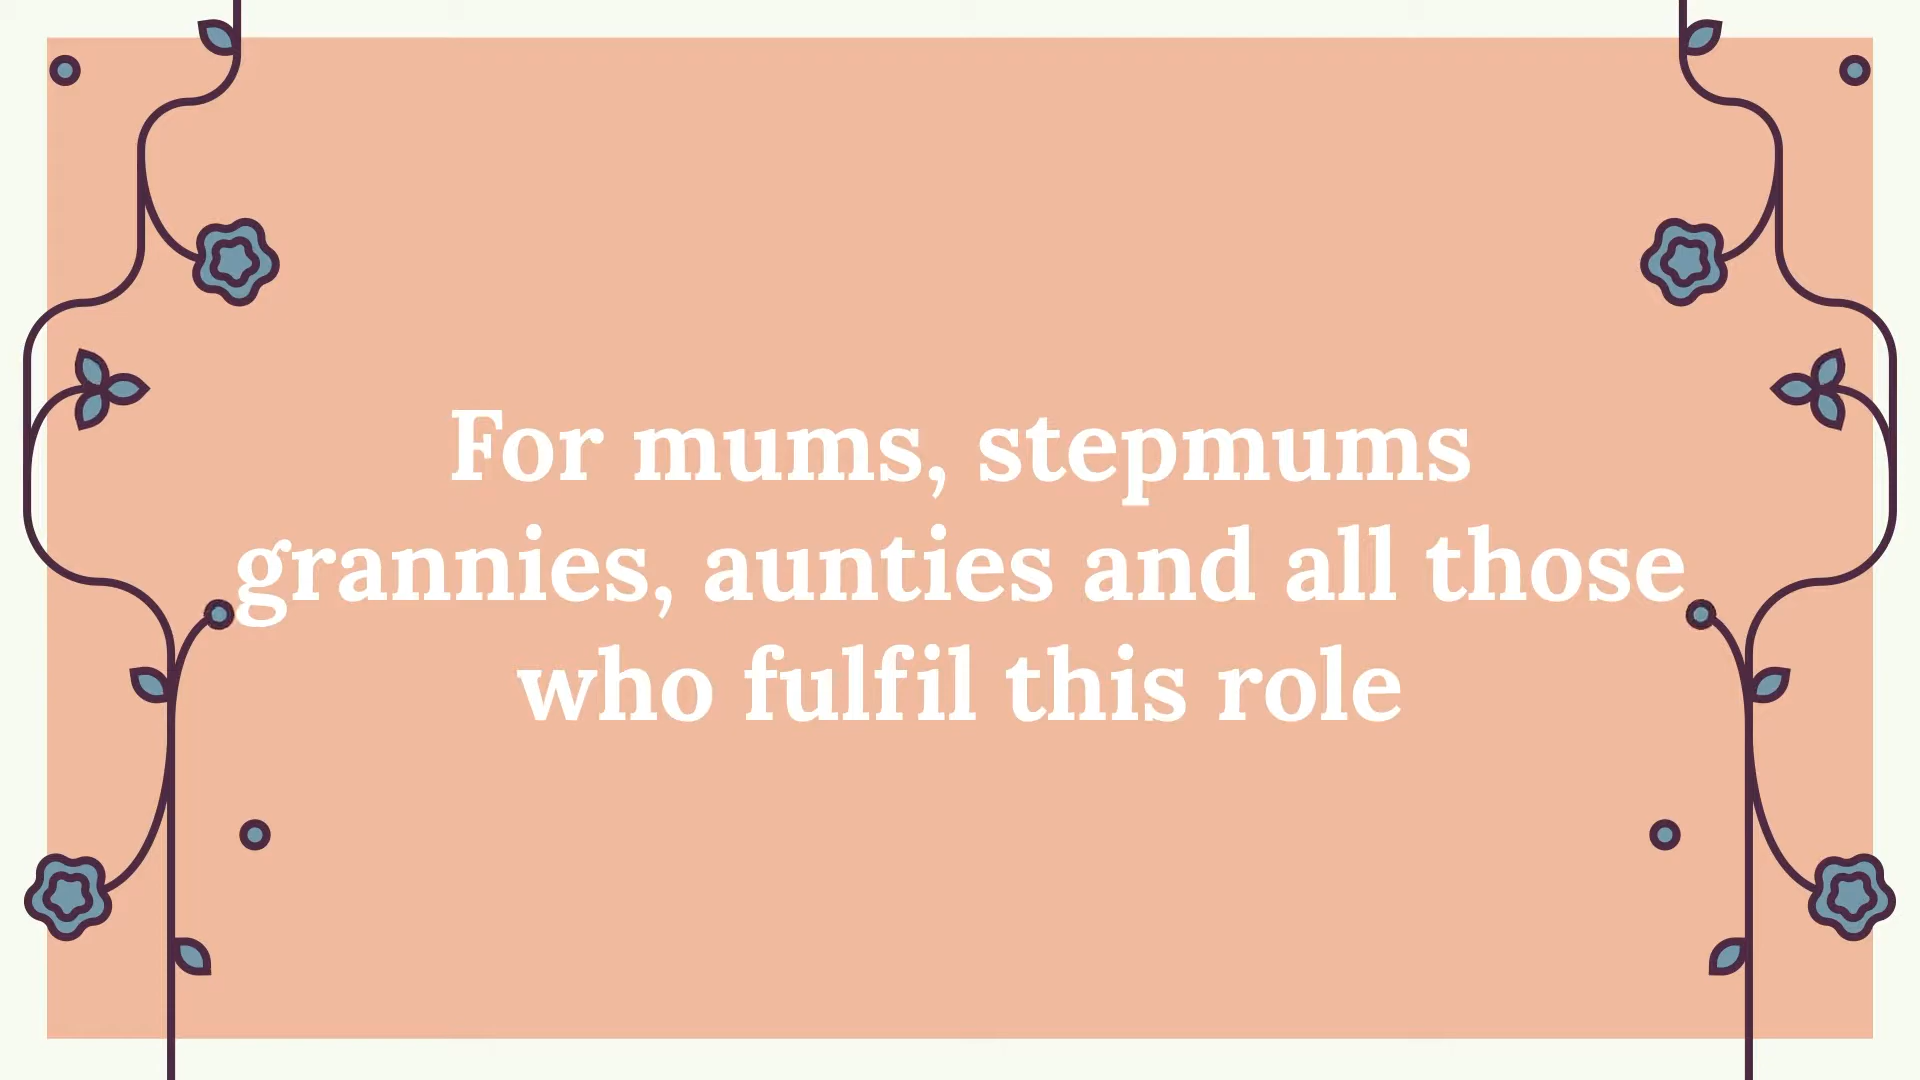 For mums, stepmums
grannies, aunties and all those
who fulfil this role